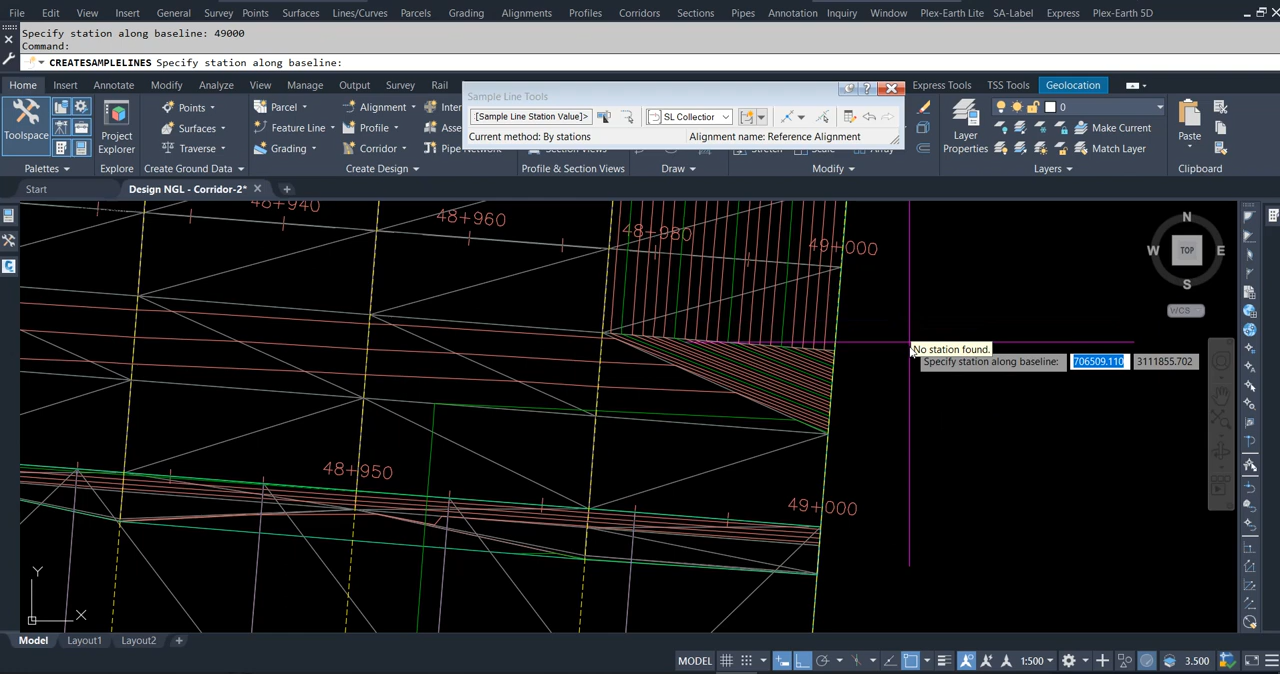 File Edit View Insert General Survey Points Surfaces Lines/Curves Parcels Grading Alignments Profiles Corridors Sections Pipes Annotation Inquiry Window Plex-Earth Lite SA-Label Express Plex-Earth 5D
Specify station along baseline: 49000
Command:
CREATESAMPLELINES Specify station along baseline:
Home Insert Annotate Modify Analyze View Manage Output Survey Rail Express Tools TSS Tools Geolocation
Sample Line Tools
[Sample Line Station Value]> SL Collection
Current method: By stations Alignment name: Reference Alignment
Toolspace
Project Explorer
Points
Surfaces
Traverse
Parcel
Feature Line
Grading
Alignment
Profile
Corridor
Layer Properties
0
Make Current
Match Layer
Paste
Palettes Explore Create Ground Data Create Design Profile & Section Views Draw Modify Layers Clipboard
Start Design NGL - Corridor-2*
48+940
48+960
48+980
49+000
48+950
49+000
No station found.
Specify station along baseline: 706509.110 3111855.702
N
W TOP E
S
WCS
Y
X
Model Layout1 Layout2
MODEL 1:500 3.500